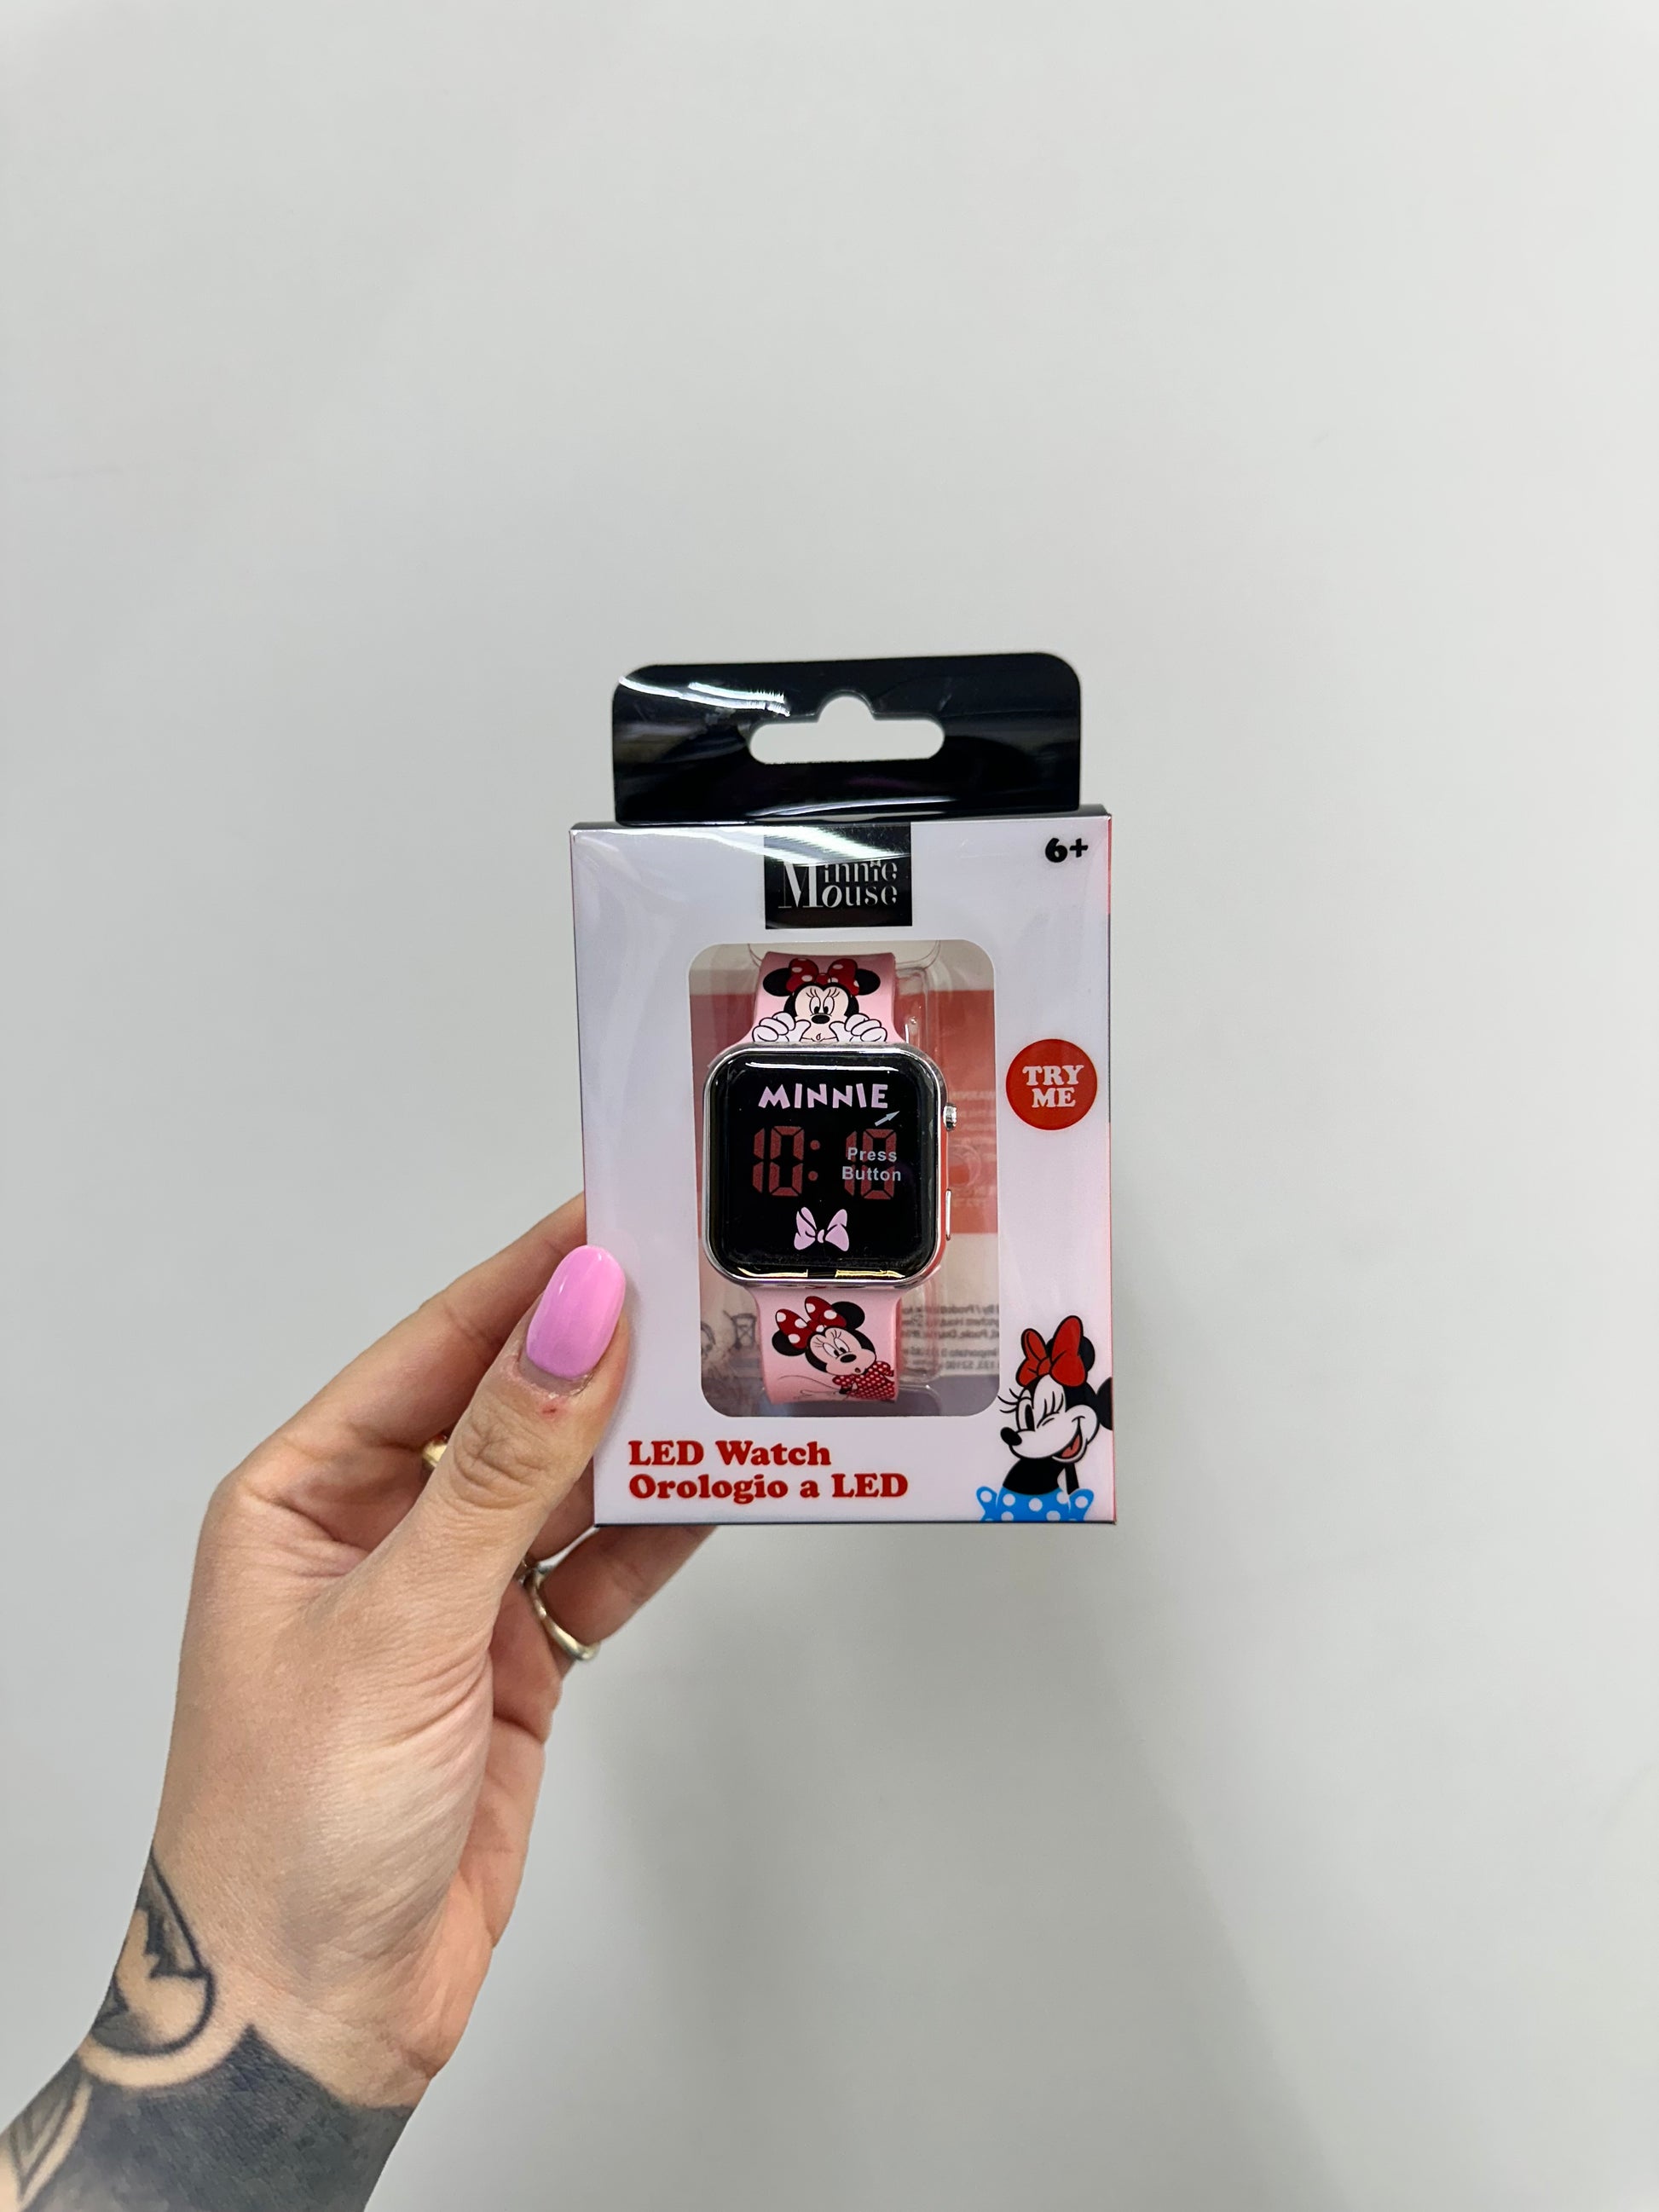 6+
Minnie
Mouse
MINNIE
10:10
Press
Button
TRY
ME
LED Watch
Orologio a LED